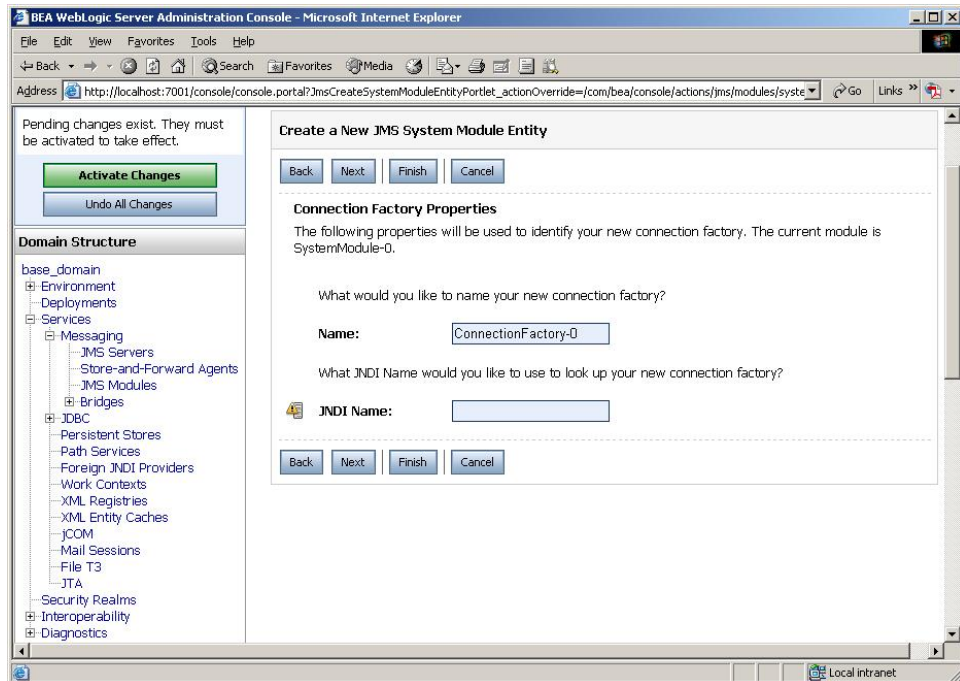 BEA WebLogic Server Administration Console - Microsoft Internet Explorer
File Edit View Favorites Tools Help
Back Search Favorites Media
Address http://localhost:7001/console/console.portal?JmsCreateSystemModuleEntityPortlet_actionOverride=/com/bea/console/actions/jms/modules/syste Go Links »
Pending changes exist. They must
be activated to take effect.
Activate Changes
Undo All Changes
Domain Structure
base_domain
Environment
Deployments
Services
Messaging
JMS Servers
Store-and-Forward Agents
JMS Modules
Bridges
JDBC
Persistent Stores
Path Services
Foreign JNDI Providers
Work Contexts
XML Registries
XML Entity Caches
jCOM
Mail Sessions
File T3
JTA
Security Realms
Interoperability
Diagnostics
Create a New JMS System Module Entity
Back Next Finish Cancel
Connection Factory Properties
The following properties will be used to identify your new connection factory. The current module is
SystemModule-0.
What would you like to name your new connection factory?
Name: ConnectionFactory-0
What JNDI Name would you like to use to look up your new connection factory?
JNDI Name:
Back Next Finish Cancel
Local intranet